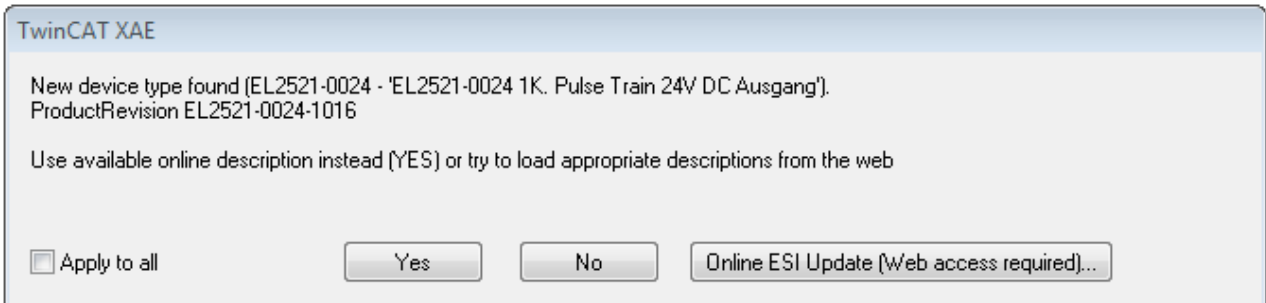 TwinCAT XAE
New device type found (EL2521-0024 - 'EL2521-0024 1K. Pulse Train 24V DC Ausgang').
ProductRevision EL2521-0024-1016
Use available online description instead (YES) or try to load appropriate descriptions from the web
Apply to all Yes No Online ESI Update (Web access required)...